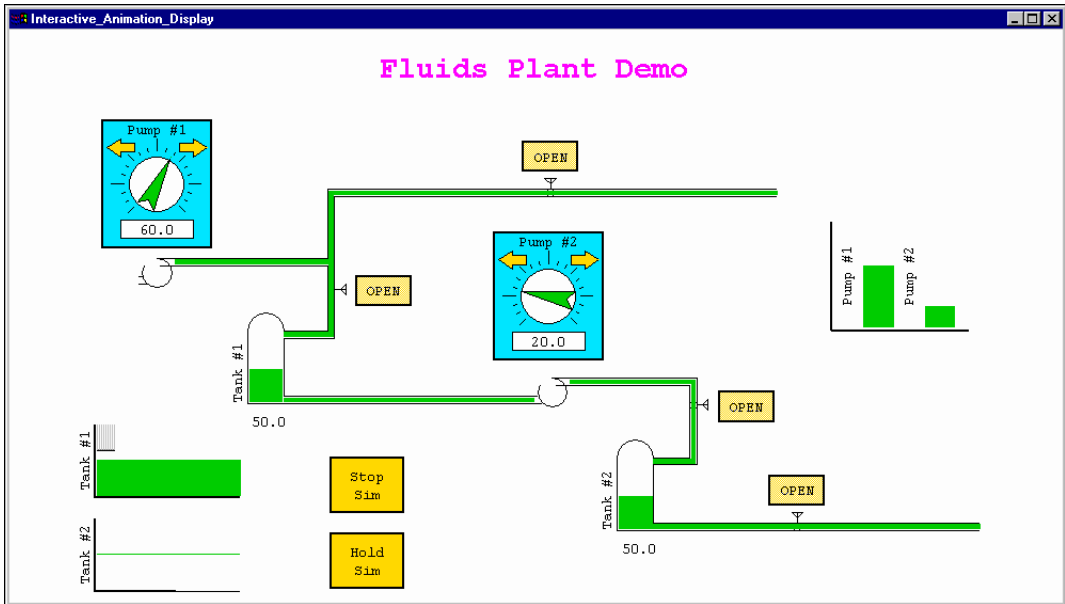 Interactive_Animation_Display
Fluids Plant Demo
Pump #1
60.0
OPEN
OPEN
Pump #2
20.0
Pump #1
Pump #2
Tank #1
50.0
OPEN
Tank #1
Stop
Sim
Tank #2
50.0
OPEN
Tank #2
Hold
Sim